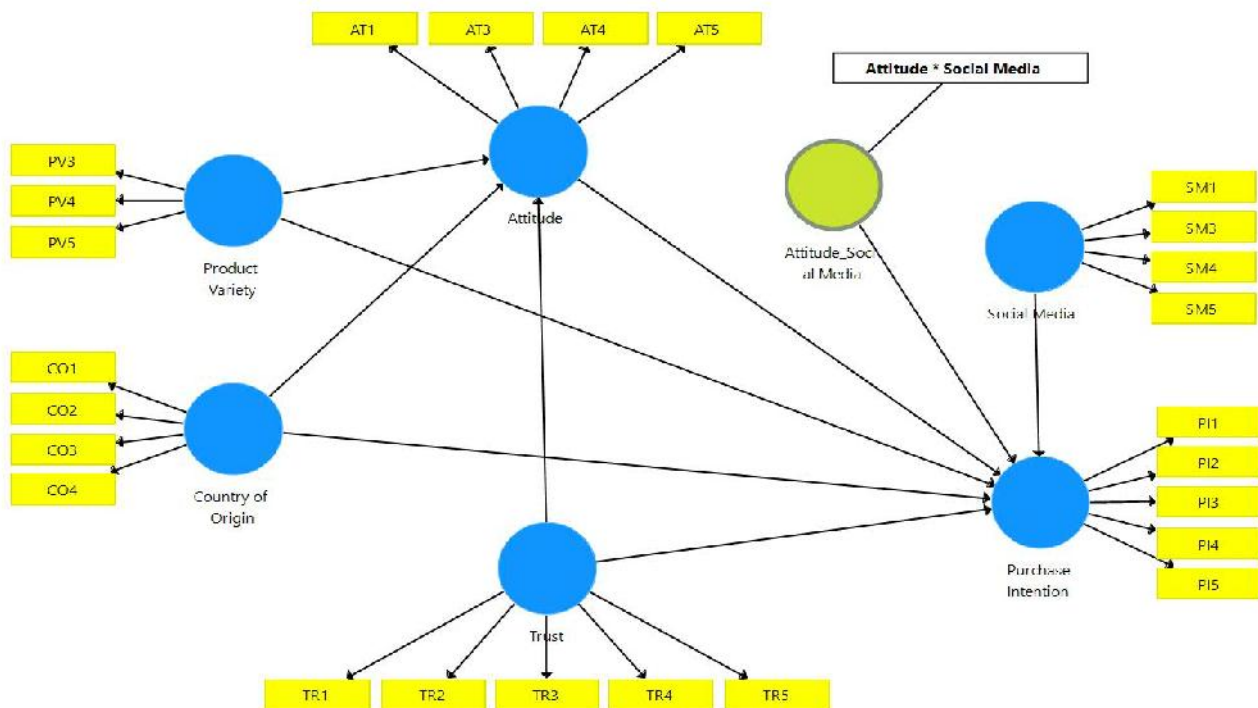 AT1
AT3
AT4
AT5
Attitude * Social Media
PV3
PV4
PV5
Product
Variety
Attitude
Attitude_Soci
al Media
SM1
SM3
SM4
SM5
Social Media
CO1
CO2
CO3
CO4
Country of
Origin
PI1
PI2
PI3
PI4
PI5
Purchase
Intention
Trust
TR1
TR2
TR3
TR4
TR5